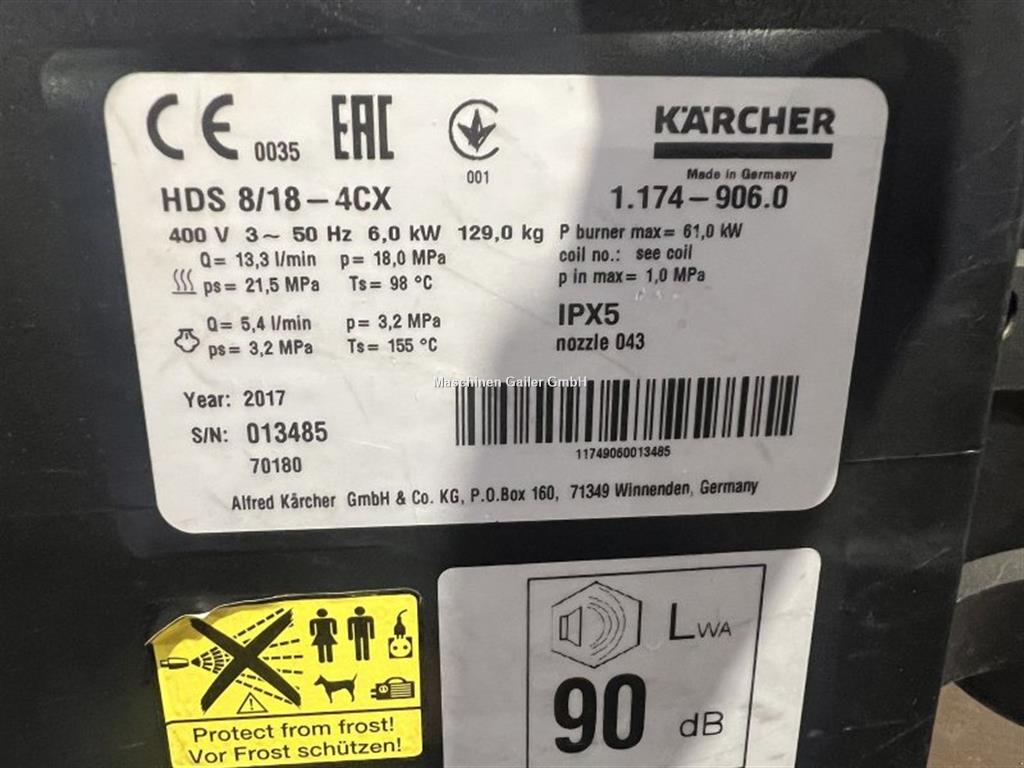 CE 0035 EAC 001 KÄRCHER
Made in Germany
HDS 8/18-4CX 1.174-906.0
400 V 3~ 50 Hz 6,0 kW 129,0 kg P burner max= 61,0 kW
Q= 13,3 l/min p= 18,0 MPa coil no.: see coil
ps= 21,5 MPa Ts= 98 °C p in max= 1,0 MPa
Q= 5,4 l/min p= 3,2 MPa IPX5
ps= 3,2 MPa Ts= 155 °C nozzle 043
Maschinen Gailer GmbH
Year: 2017
S/N: 013485
70180
11749060013485
Alfred Kärcher GmbH & Co. KG, P.O.Box 160, 71349 Winnenden, Germany
Protect from frost!
Vor Frost schützen!
LWA
90 dB